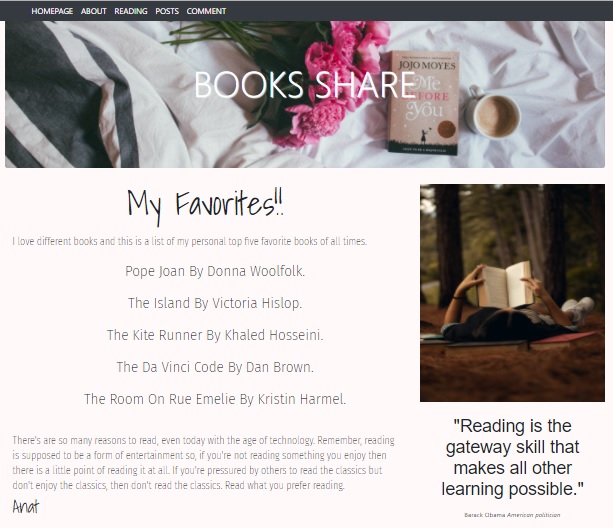 HOMEPAGE ABOUT READING POSTS COMMENT
BOOKS SHARE
JOJO MOYES
Me
BEFORE
You
My Favorites!!
I love different books and this is a list of my personal top five favorite books of all times.
Pope Joan By Donna Woolfolk.
The Island By Victoria Hislop.
The Kite Runner By Khaled Hosseini.
The Da Vinci Code By Dan Brown.
The Room On Rue Emelie By Kristin Harmel.
There's are so many reasons to read, even today with the age of technology. Remember, reading
is supposed to be a form of entertainment so, if you're not reading something you enjoy then
there is a little point of reading it at all. If you're pressured by others to read the classics but
don't enjoy the classics, then don't read the classics. Read what you prefer reading.
Anat
"Reading is the
gateway skill that
makes all other
learning possible."
Barack Obama American politician